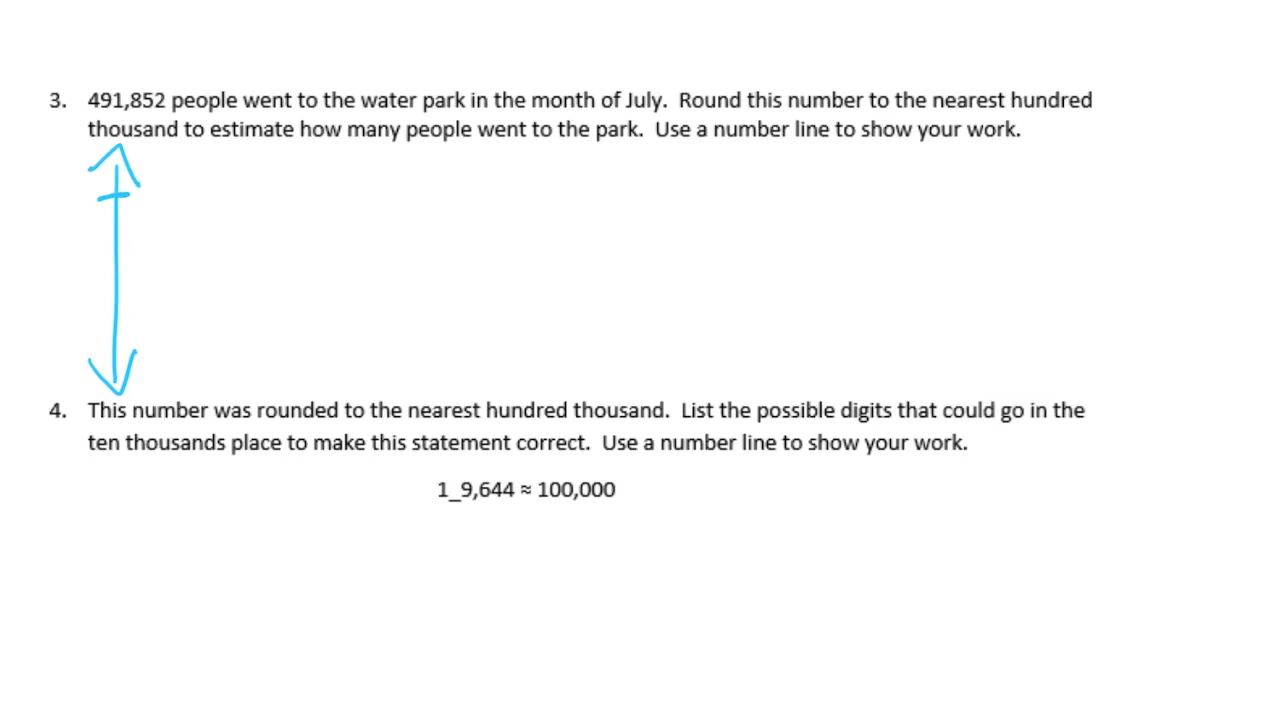 3. 491,852 people went to the water park in the month of July. Round this number to the nearest hundred
thousand to estimate how many people went to the park. Use a number line to show your work.
4. This number was rounded to the nearest hundred thousand. List the possible digits that could go in the
ten thousands place to make this statement correct. Use a number line to show your work.
1_9,644 ≈ 100,000